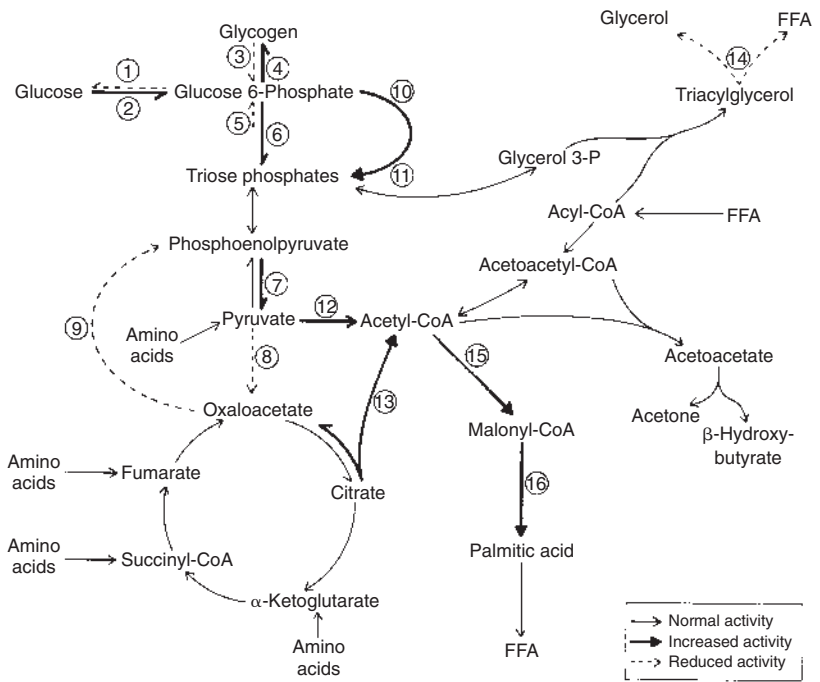 Glycogen
③
④
Glucose
①
②
Glucose 6-Phosphate
⑤
⑥
⑩
⑪
Triose phosphates
Glycerol
FFA
⑭
Triacylglycerol
Glycerol 3-P
Acyl-CoA
FFA
Phosphoenolpyruvate
Acetoacetyl-CoA
⑦
Pyruvate
⑫
Acetyl-CoA
Amino
acids
⑧
⑨
⑮
Acetoacetate
Acetone
β-Hydroxy-
butyrate
⑬
Oxaloacetate
Malonyl-CoA
Amino
acids
Fumarate
Citrate
⑯
Amino
acids
Succinyl-CoA
Palmitic acid
α-Ketoglutarate
Amino
acids
FFA
Normal activity
Increased activity
Reduced activity